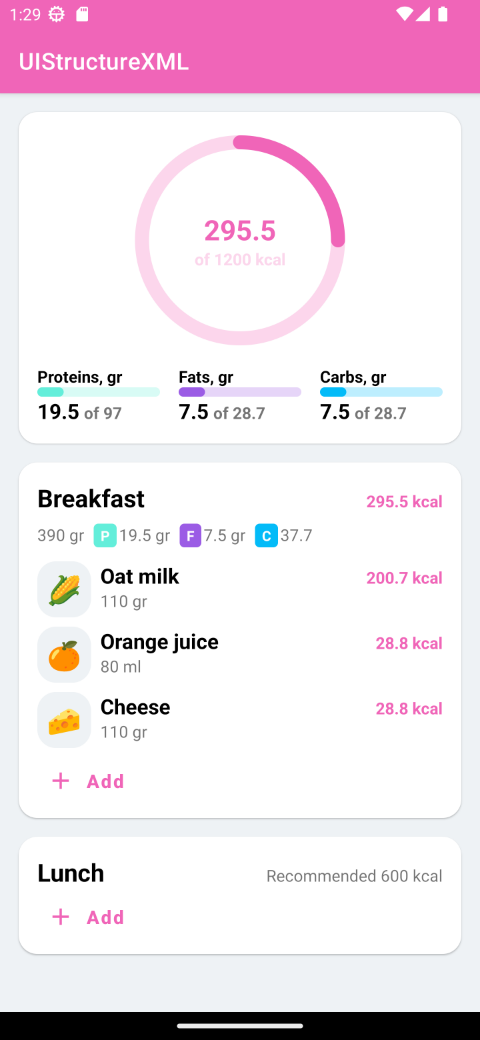 1:29
UIStructureXML
295.5
of 1200 kcal
Proteins, gr Fats, gr Carbs, gr
19.5 of 97 7.5 of 28.7 7.5 of 28.7
Breakfast 295.5 kcal
390 gr P 19.5 gr F 7.5 gr C 37.7
Oat milk 200.7 kcal
110 gr
Orange juice 28.8 kcal
80 ml
Cheese 28.8 kcal
110 gr
+ Add
Lunch Recommended 600 kcal
+ Add